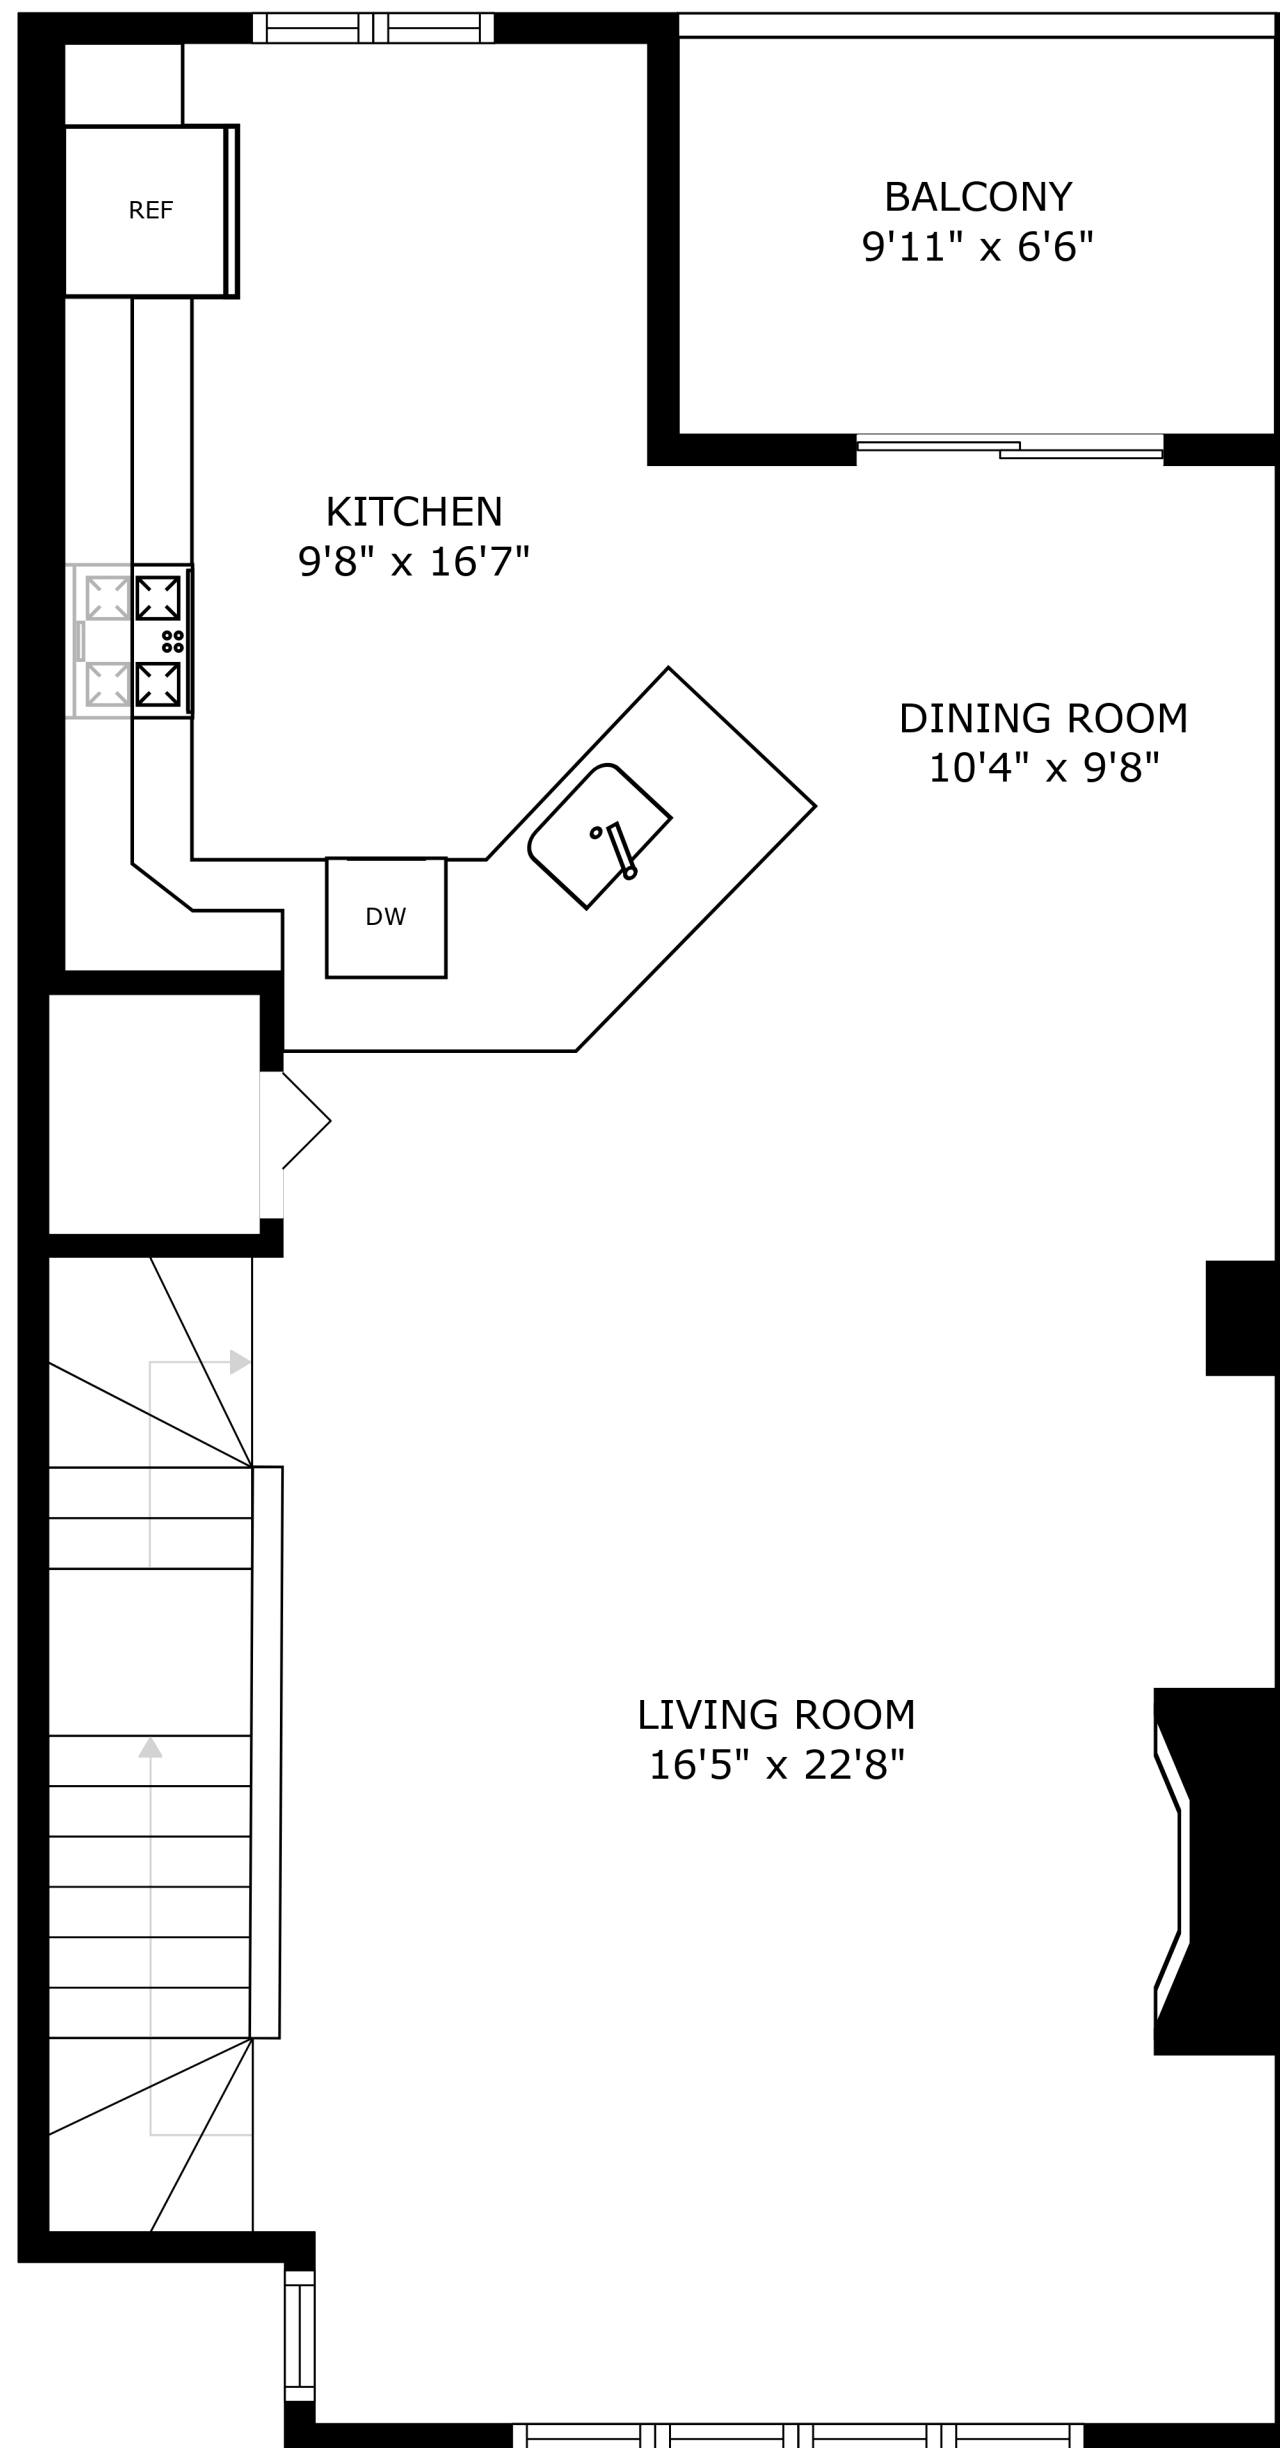 BALCONY
9'11" x 6'6"
REF
KITCHEN
9'8" x 16'7"
DINING ROOM
10'4" x 9'8"
DW
LIVING ROOM
16'5" x 22'8"